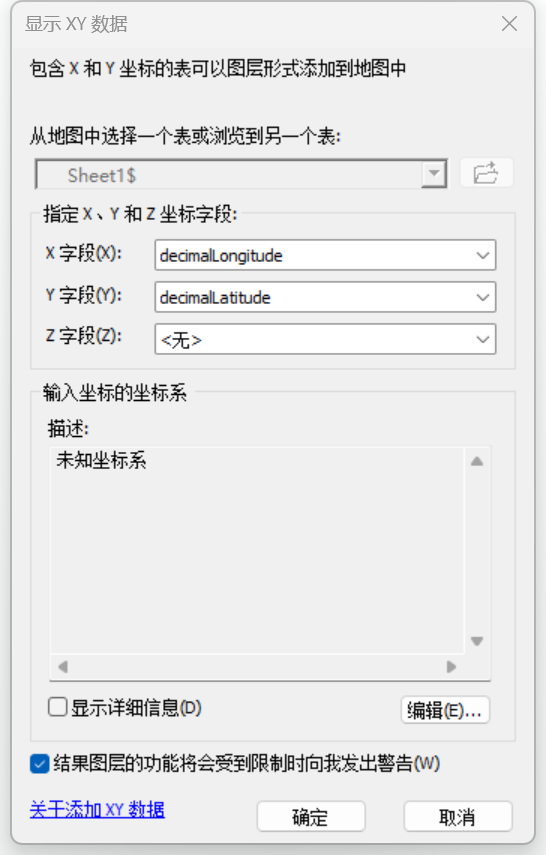 显示 XY 数据
包含 X 和 Y 坐标的表可以图层形式添加到地图中
从地图中选择一个表或浏览到另一个表:
Sheet1$
指定 X、Y 和 Z 坐标字段:
X 字段(X): decimalLongitude
Y 字段(Y): decimalLatitude
Z 字段(Z): <无>
输入坐标的坐标系
描述:
未知坐标系
显示详细信息(D) 编辑(E)...
结果图层的功能将会受到限制时向我发出警告(W)
关于添加 XY 数据 确定 取消